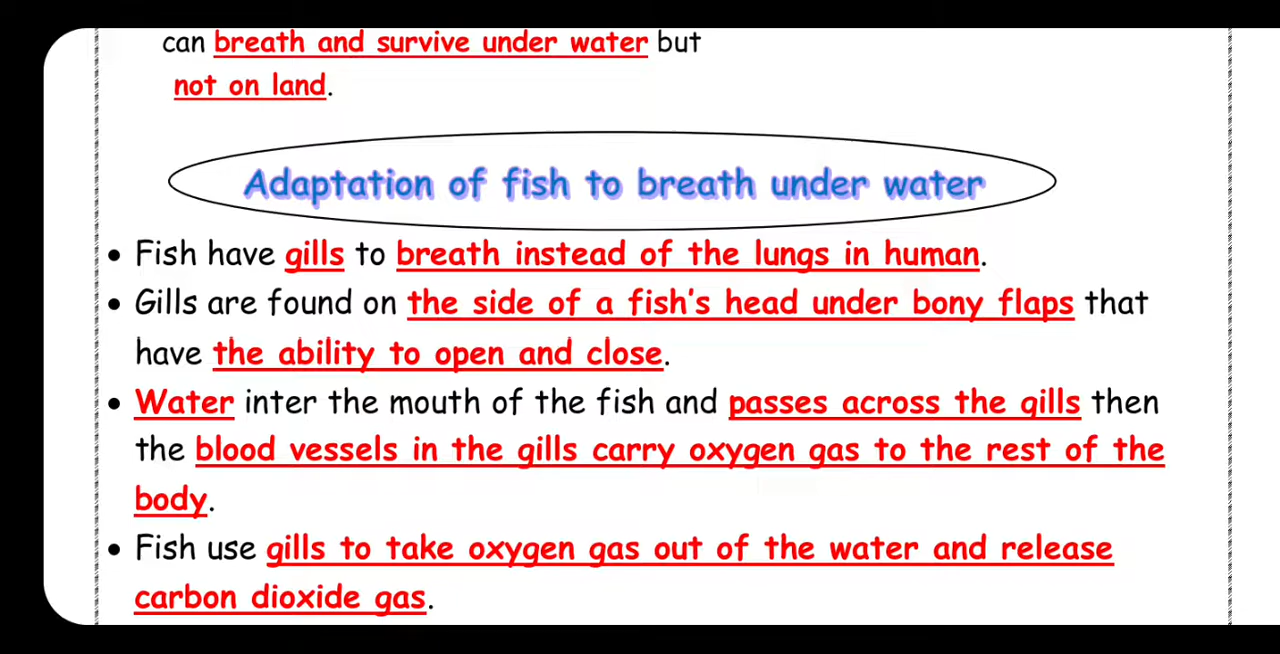 can breath and survive under water but
not on land.
Adaptation of fish to breath under water
• Fish have gills to breath instead of the lungs in human.
• Gills are found on the side of a fish's head under bony flaps that
have the ability to open and close.
• Water inter the mouth of the fish and passes across the gills then
the blood vessels in the gills carry oxygen gas to the rest of the
body.
• Fish use gills to take oxygen gas out of the water and release
carbon dioxide gas.